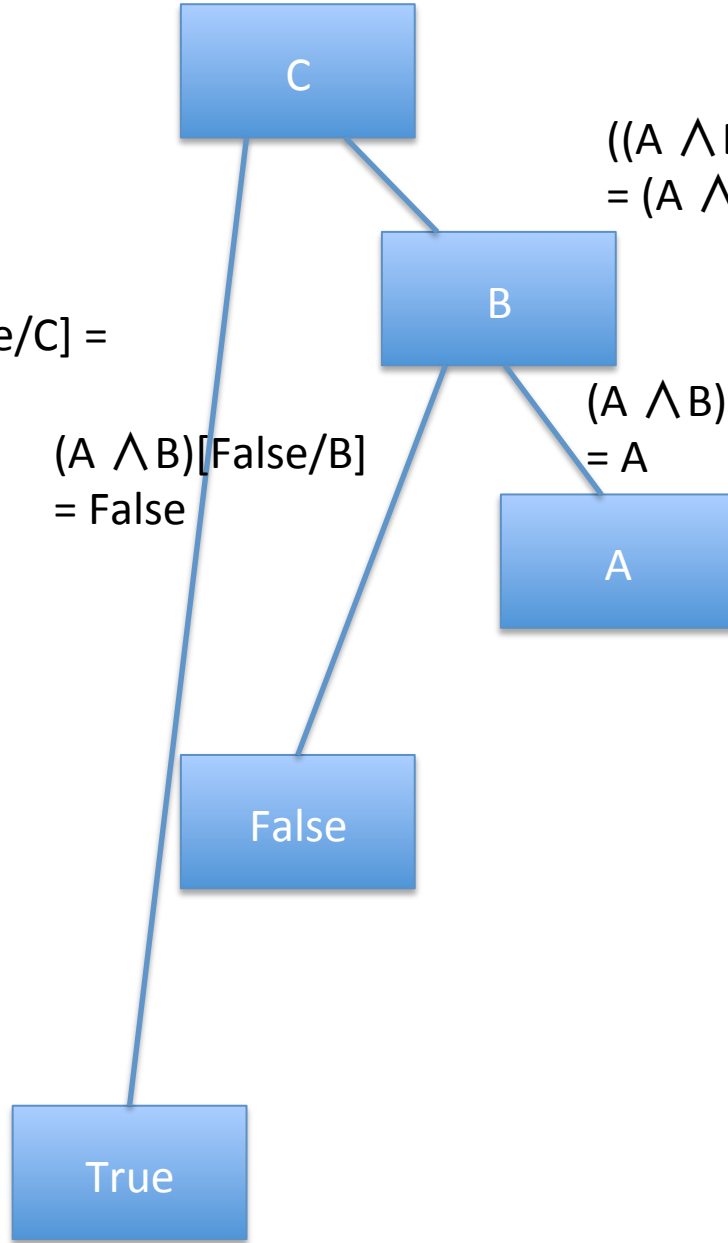 C
((A ∧
= (A ∧
B
e/C] =
(A ∧ B)
= A
(A ∧ B)[False/B]
= False
A
False
True